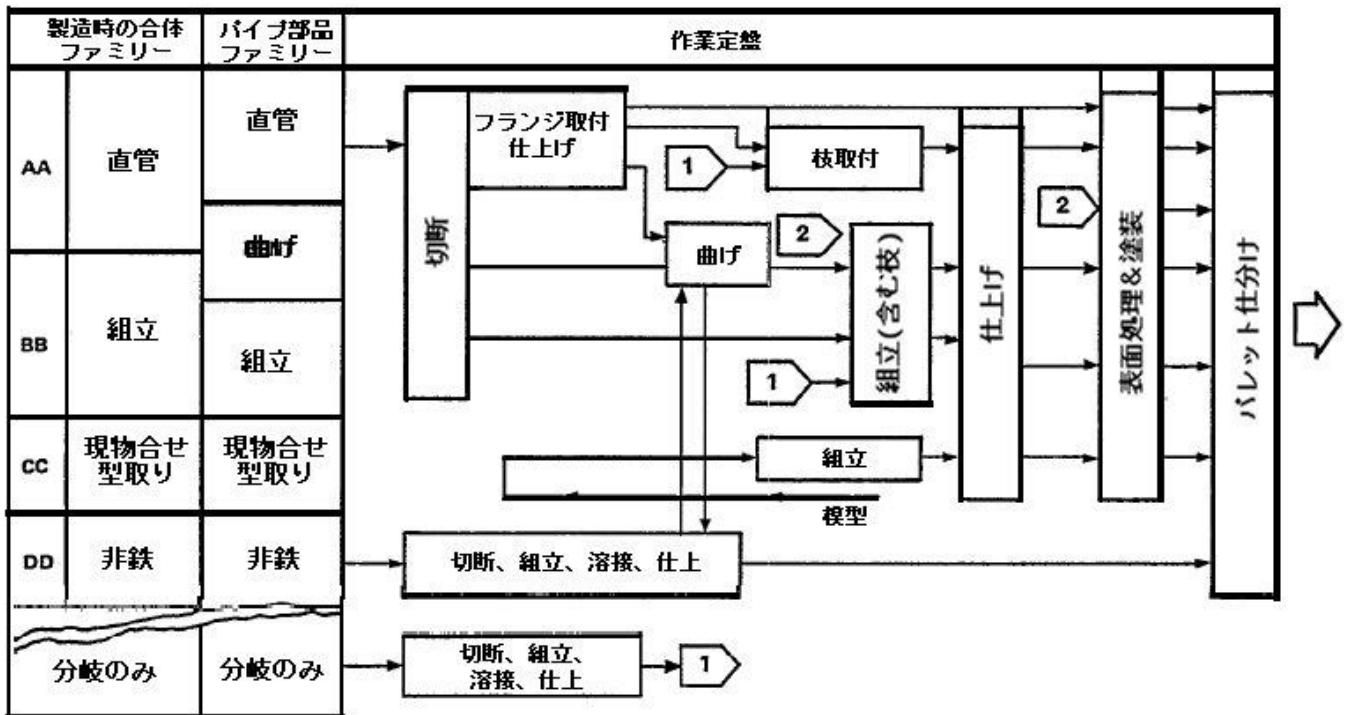 製造時の合体
ファミリー
パイプ部品
ファミリー
作業定盤
AA
直管
BB
組立
CC
現物合せ
型取り
DD
非鉄
分岐のみ
直管
曲げ
組立
現物合せ
型取り
非鉄
分岐のみ
切断
フランジ取付
仕上げ
1
枝取付
曲げ
2
組立(含む枝)
1
組立
模型
仕上げ
2
表面処理&塗装
パレット仕分け
切断、組立、溶接、仕上
切断、組立、
溶接、仕上
1